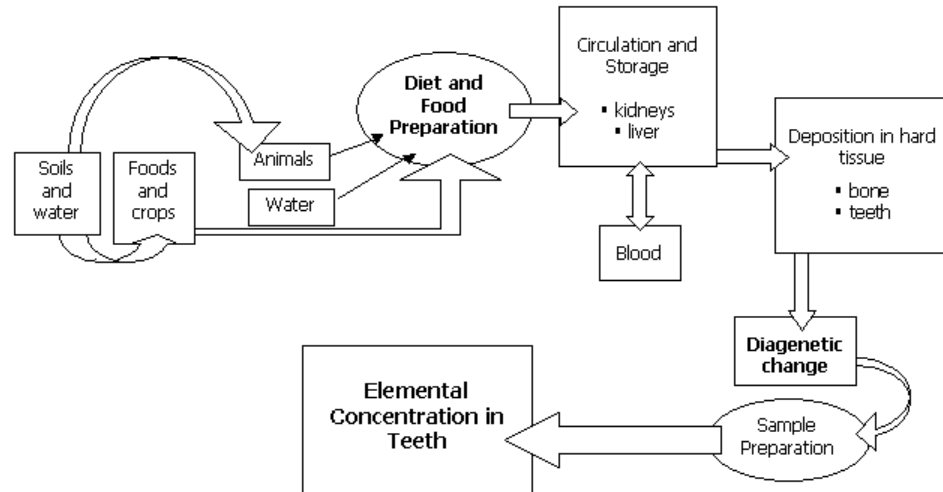 Soils
and
water
Foods
and
crops
Animals
Water
Diet and
Food
Preparation
Circulation and
Storage
▪ kidneys
▪ liver
Blood
Deposition in hard
tissue
▪ bone
▪ teeth
Diagenetic
change
Sample
Preparation
Elemental
Concentration in
Teeth